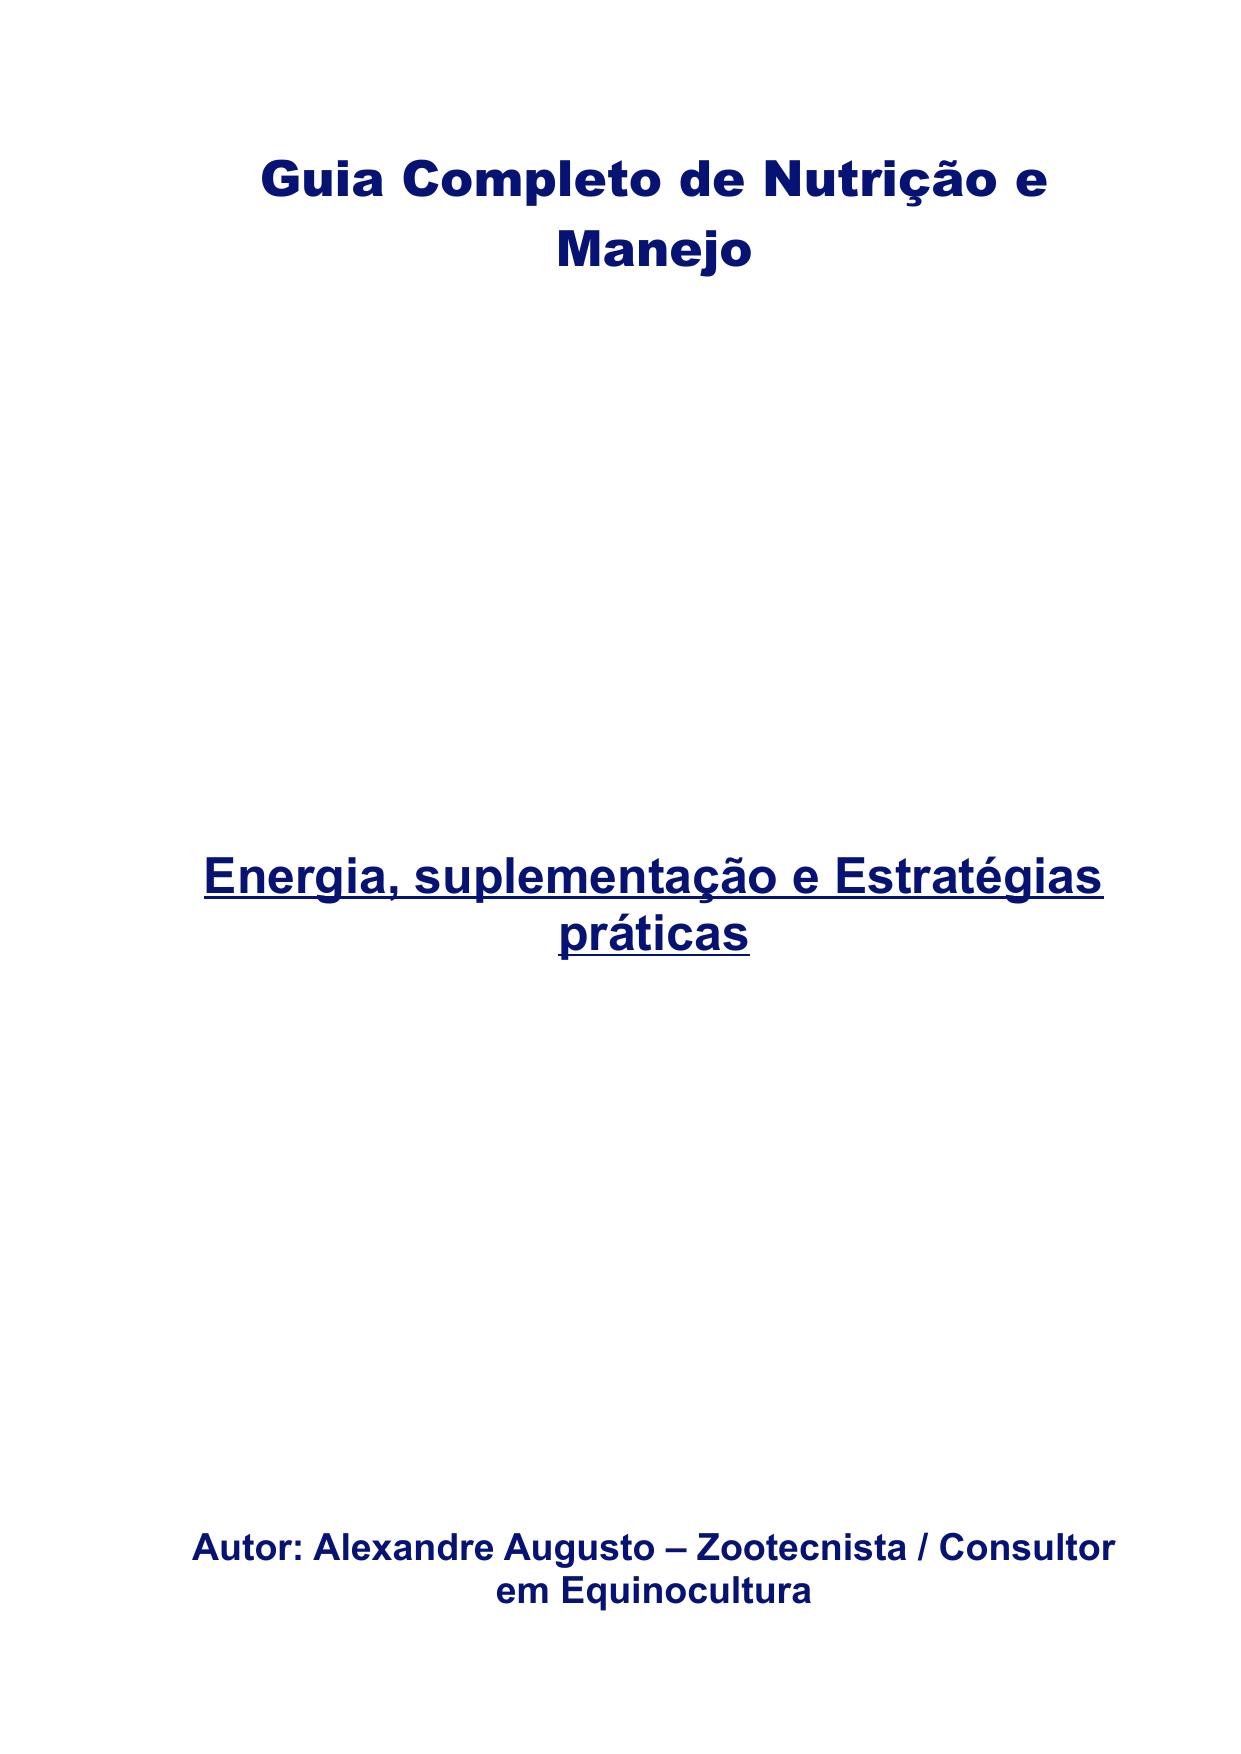 Guia Completo de Nutrição e
Manejo
Energia, suplementação e Estratégias
práticas
Autor: Alexandre Augusto – Zootecnista / Consultor
em Equinocultura